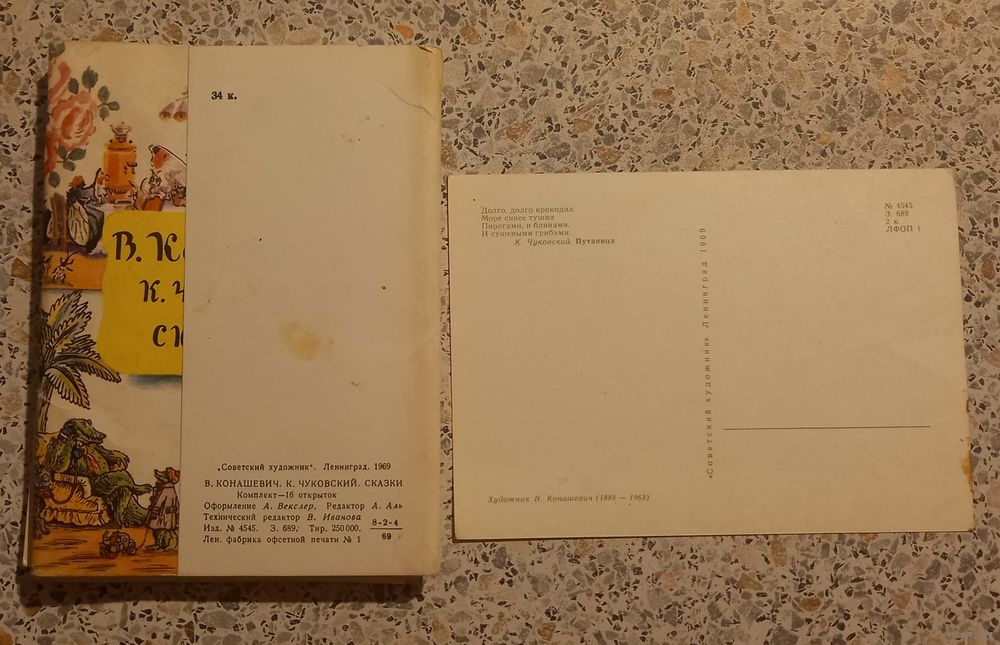 34 к.
В. К
К. Ч
С
„Советский художник“. Ленинград. 1969
В. КОНАШЕВИЧ. К. ЧУКОВСКИЙ. СКАЗКИ
Комплект—16 открыток
Оформление А. Векслер. Редактор А. Аль
Технический редактор В. Иванова
Изд. № 4545. З. 689. Тир. 250000. 8-2-4
69
Лен. фабрика офсетной печати № 1
Долго, долго крокодил
Море синее тушил
Пирогами, и блинами,
И сушеными грибами.
К. Чуковский. Путаница
№ 4545
З. 689
2 к.
ЛФОП 1
«Советский художник». Ленинград. 1969
Художник В. Конашевич (1888 — 1963)